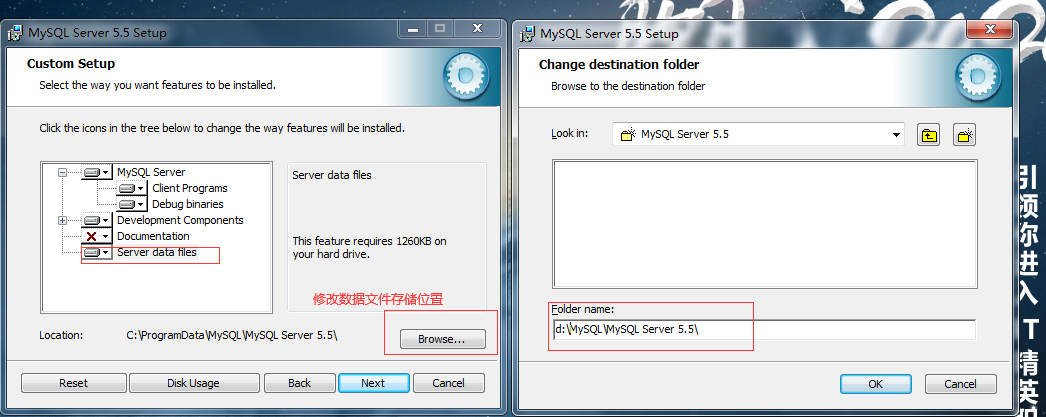 MySQL Server 5.5 Setup
Custom Setup
Select the way you want features to be installed.
Click the icons in the tree below to change the way features will be installed.
MySQL Server
Client Programs
Debug binaries
Development Components
Documentation
Server data files
Server data files
This feature requires 1260KB on
your hard drive.
修改数据文件存储位置
Location:
C:\ProgramData\MySQL\MySQL Server 5.5\
Browse...
Reset
Disk Usage
Back
Next
Cancel
MySQL Server 5.5 Setup
Change destination folder
Browse to the destination folder
Look in:
MySQL Server 5.5
Folder name:
d:\MySQL\MySQL Server 5.5\
OK
Cancel
引领你进入IT精英